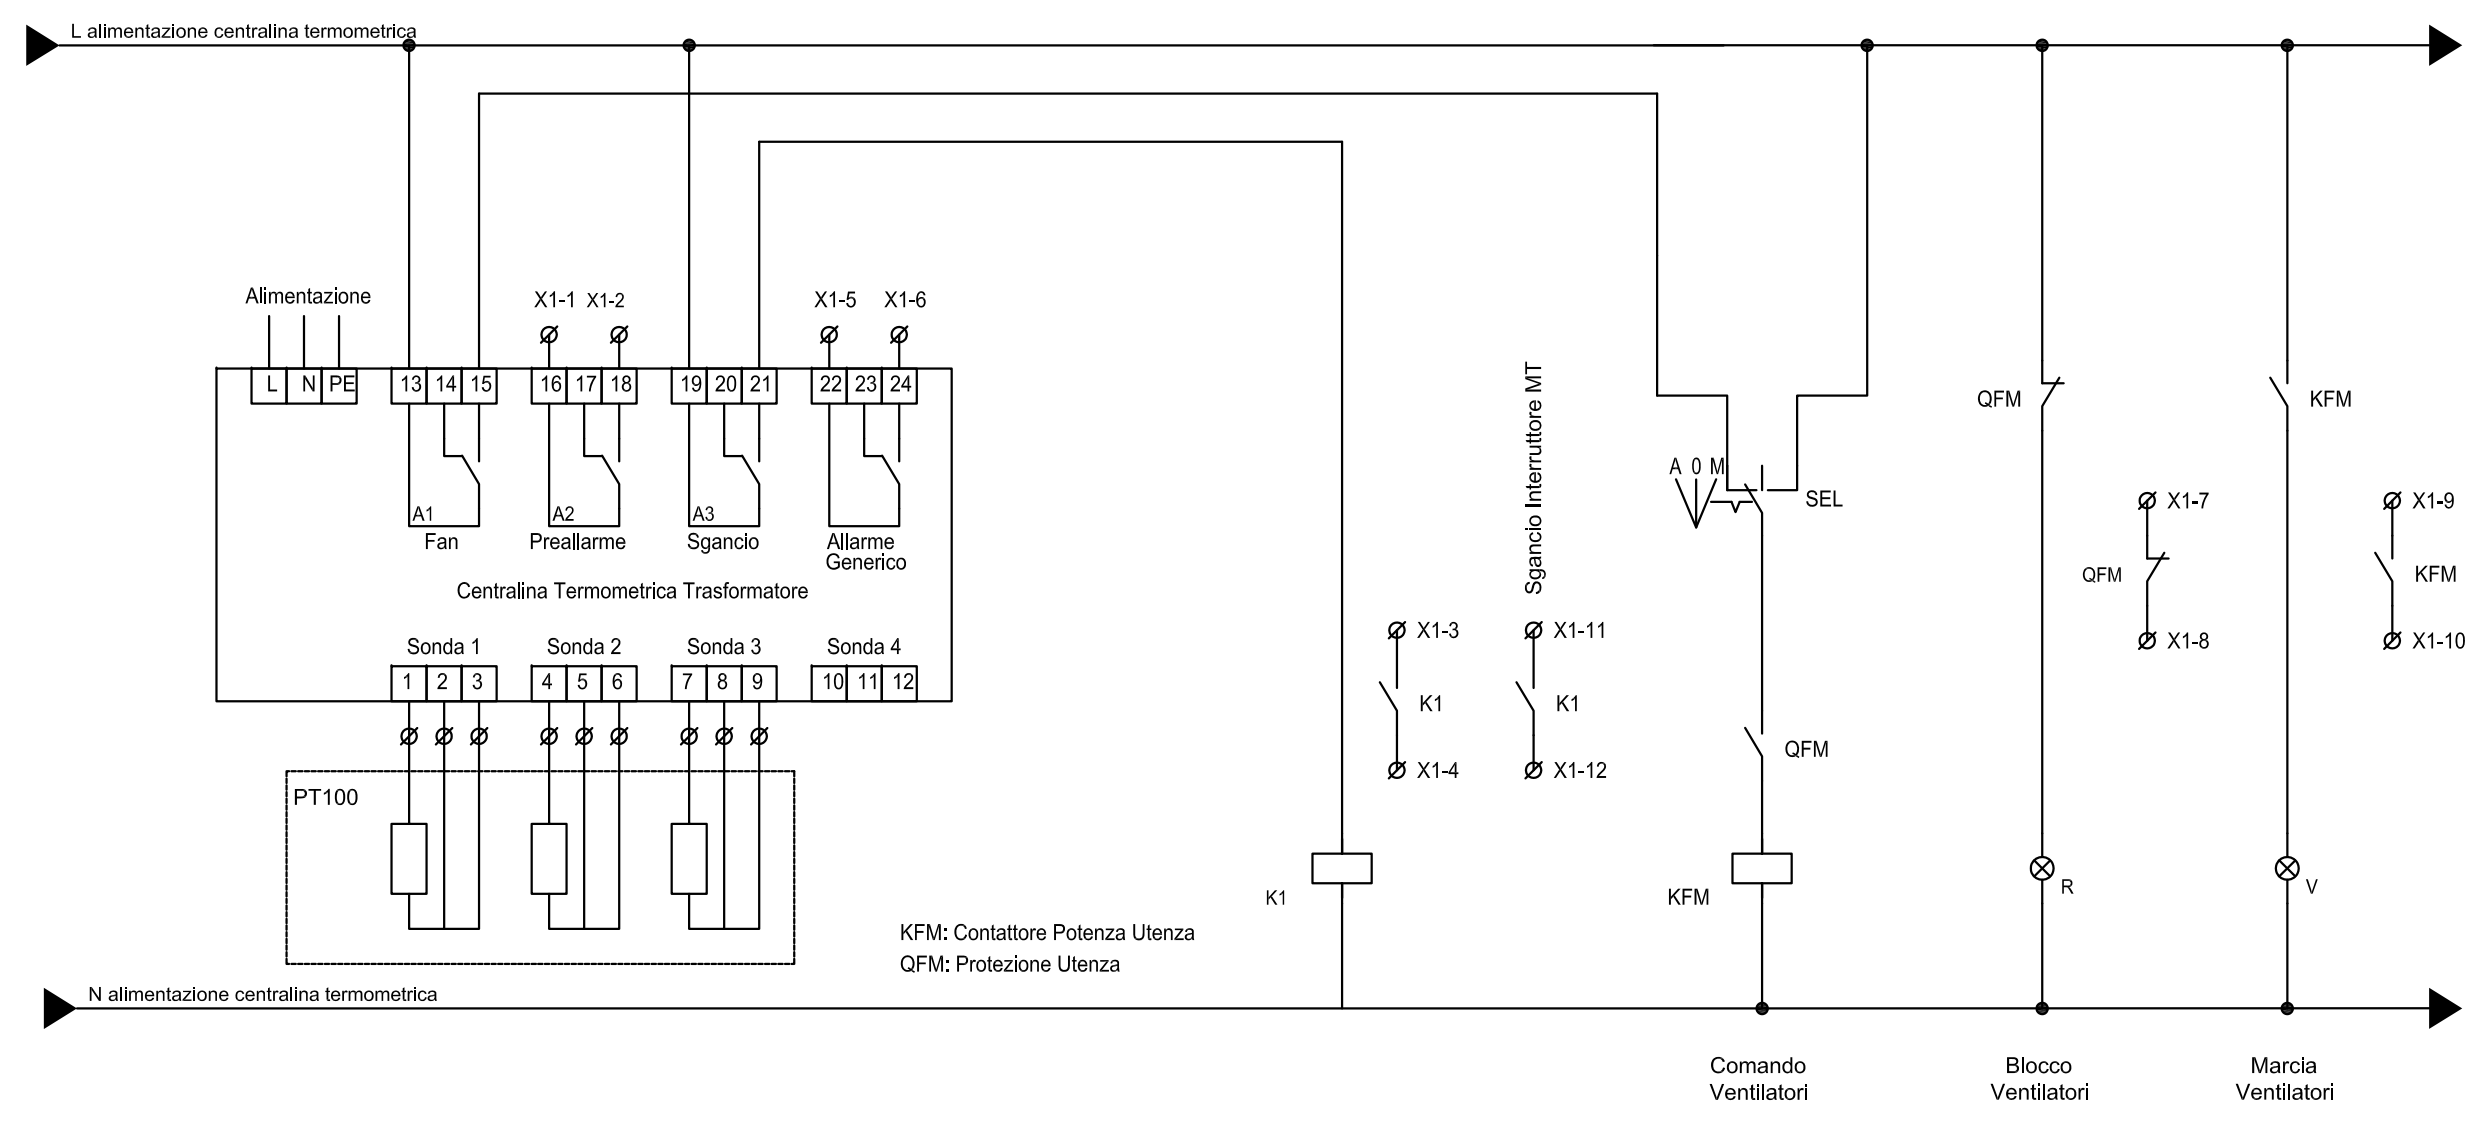 L alimentazione centralina termometrica
Alimentazione
X1-1 X1-2
X1-5 X1-6
L N PE 13 14 15 16 17 18 19 20 21 22 23 24
A1 A2 A3
Fan Preallarme Sgancio Allarme
Generico
Centralina Termometrica Trasformatore
Sonda 1 Sonda 2 Sonda 3 Sonda 4
1 2 3 4 5 6 7 8 9 10 11 12
PT100
K1
X1-3
K1
X1-4
Sgancio Interruttore MT
X1-11
K1
X1-12
A 0 M
SEL
QFM
KFM
QFM
R
QFM
X1-7
X1-8
KFM
V
X1-9
KFM
X1-10
KFM: Contattore Potenza Utenza
QFM: Protezione Utenza
N alimentazione centralina termometrica
Comando
Ventilatori
Blocco
Ventilatori
Marcia
Ventilatori